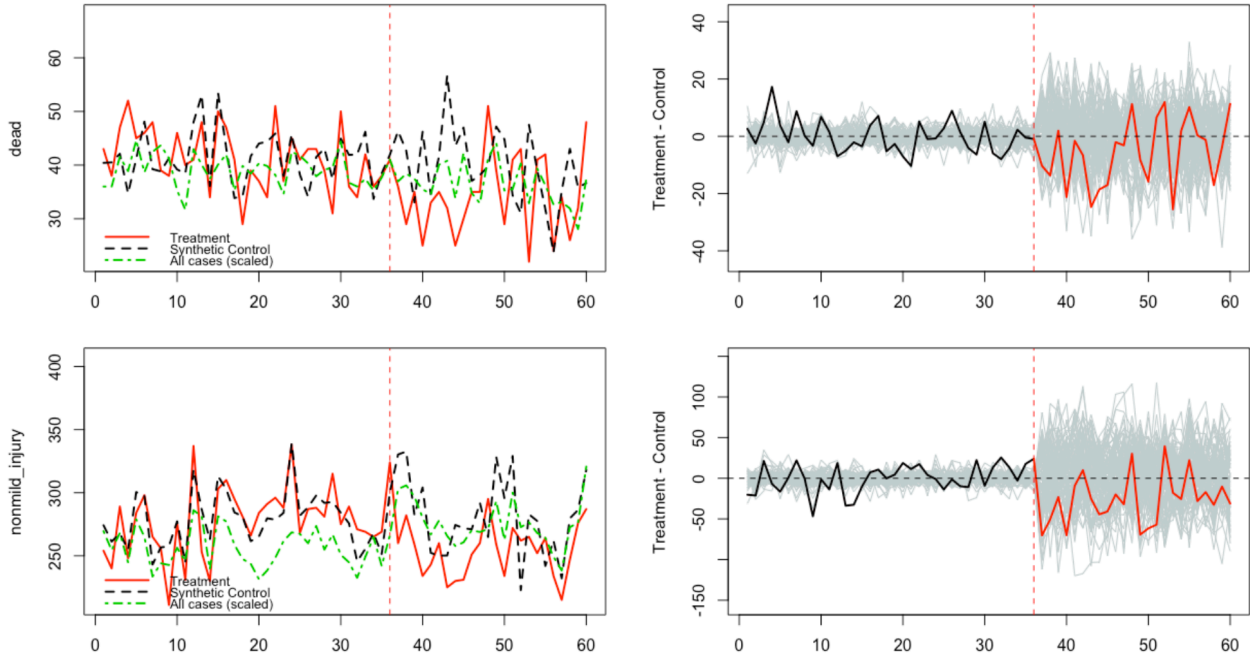 dead
60
50
40
30
Treatment
Synthetic Control
All cases (scaled)
0 10 20 30 40 50 60
Treatment - Control
40
20
0
-20
-40
0 10 20 30 40 50 60
nonmild_injury
400
350
300
250
Treatment
Synthetic Control
All cases (scaled)
0 10 20 30 40 50 60
Treatment - Control
100
50
0
-50
-150
0 10 20 30 40 50 60